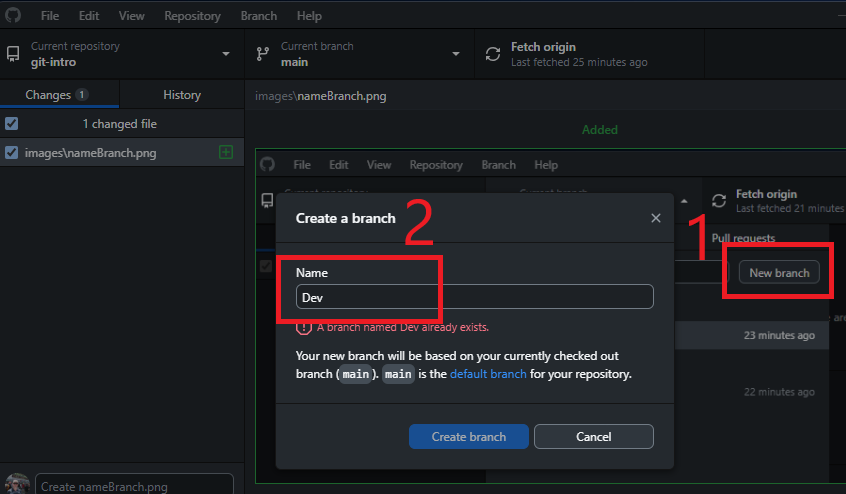 File Edit View Repository Branch Help
Current repository
git-intro
Current branch
main
Fetch origin
Last fetched 25 minutes ago
Changes 1
History
images\nameBranch.png
1 changed file
Added
images\nameBranch.png
File Edit View Repository Branch Help
Fetch origin
Last fetched 21 minutes
Create a branch
2
1
Pull requests
New branch
Name
Dev
A branch named Dev already exists.
23 minutes ago
Your new branch will be based on your currently checked out
branch (main). main is the default branch for your repository.
22 minutes ago
Create branch
Cancel
Create nameBranch.png